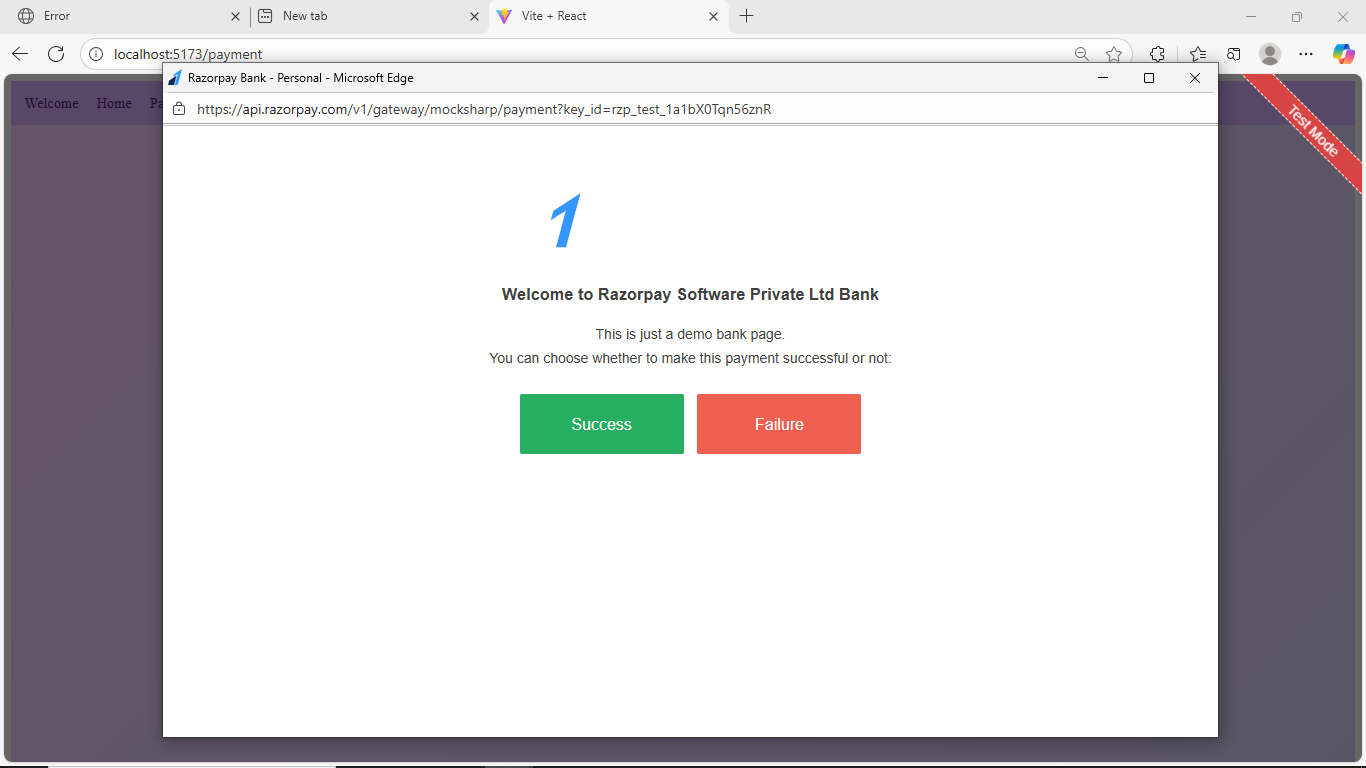 Error
New tab
Vite + React
localhost:5173/payment
Razorpay Bank - Personal - Microsoft Edge
https://api.razorpay.com/v1/gateway/mocksharp/payment?key_id=rzp_test_1a1bX0Tqn56znR
Welcome Home Pa
Test Mode
Welcome to Razorpay Software Private Ltd Bank
This is just a demo bank page.
You can choose whether to make this payment successful or not:
Success Failure